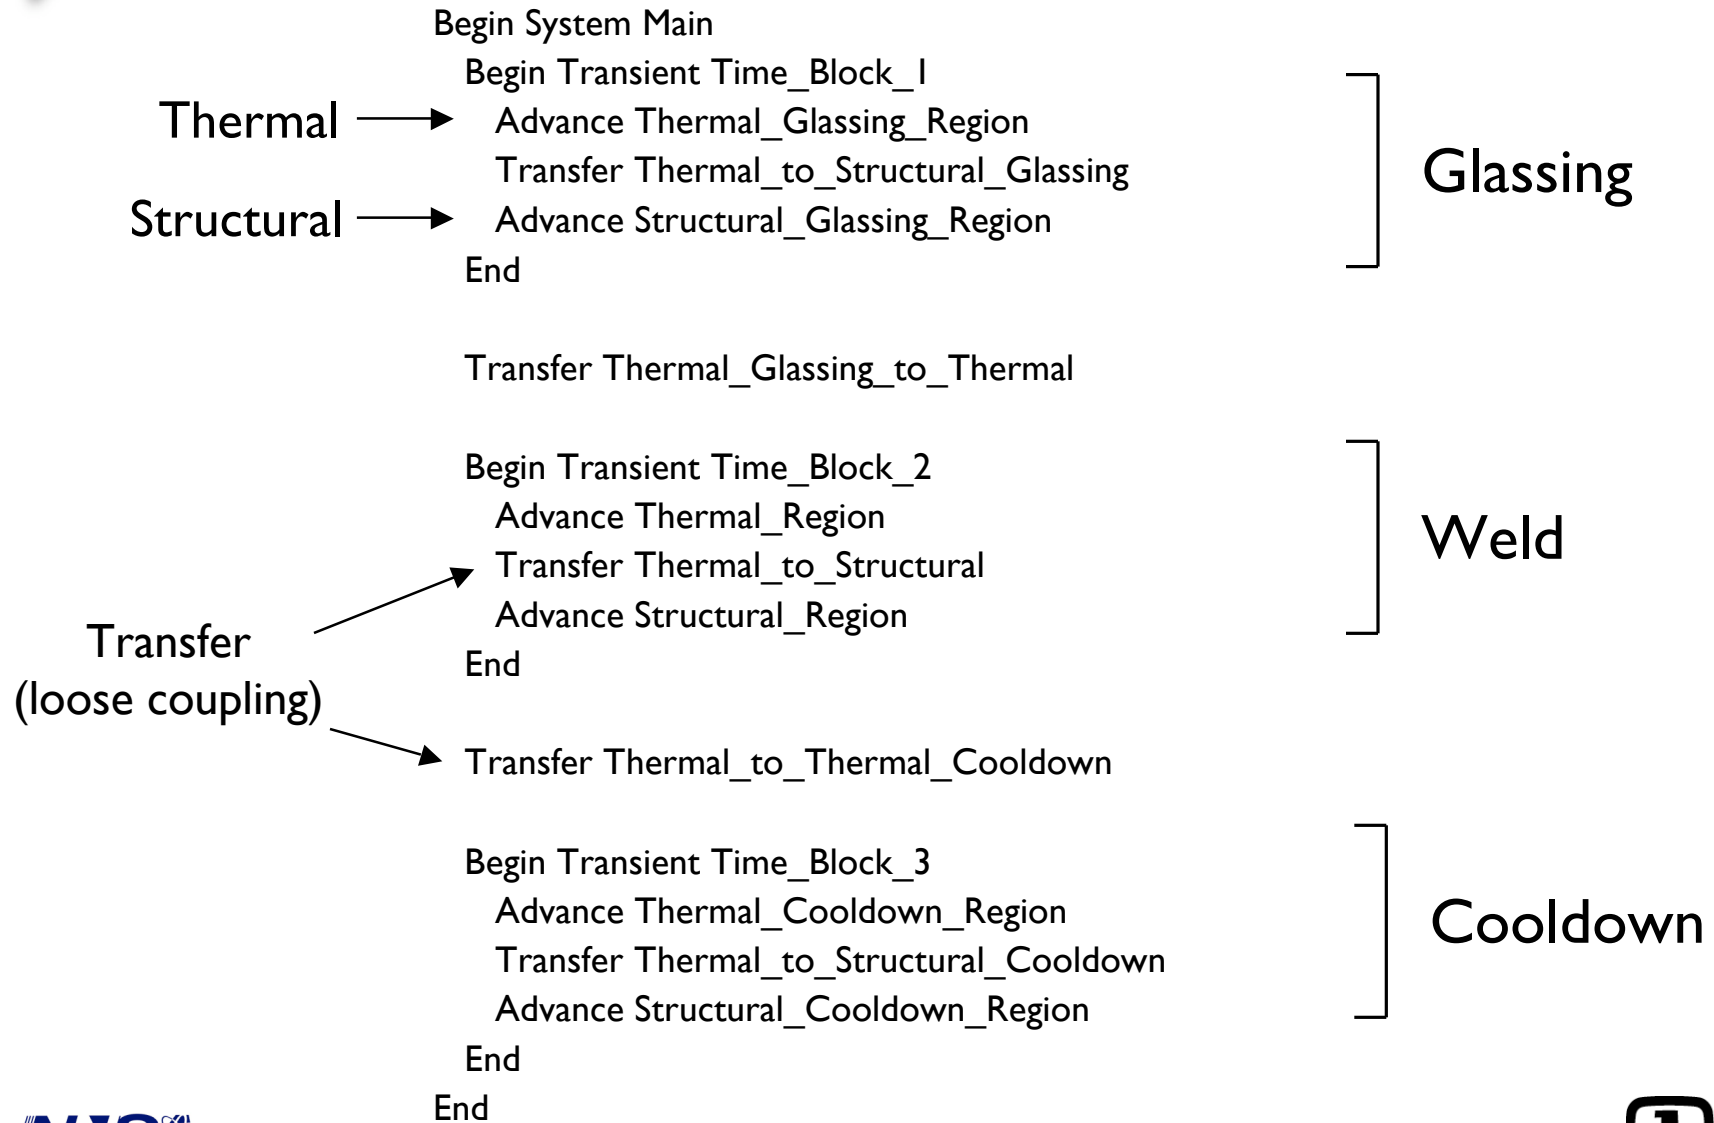 Begin System Main
Begin Transient Time_Block_1
Thermal
Advance Thermal_Glassing_Region
Transfer Thermal_to_Structural_Glassing
Glassing
Structural
Advance Structural_Glassing_Region
End
Transfer Thermal_Glassing_to_Thermal
Begin Transient Time_Block_2
Advance Thermal_Region
Weld
Transfer Thermal_to_Structural
Advance Structural_Region
Transfer
(loose coupling)
End
Transfer Thermal_to_Thermal_Cooldown
Begin Transient Time_Block_3
Advance Thermal_Cooldown_Region
Cooldown
Transfer Thermal_to_Structural_Cooldown
Advance Structural_Cooldown_Region
End
End